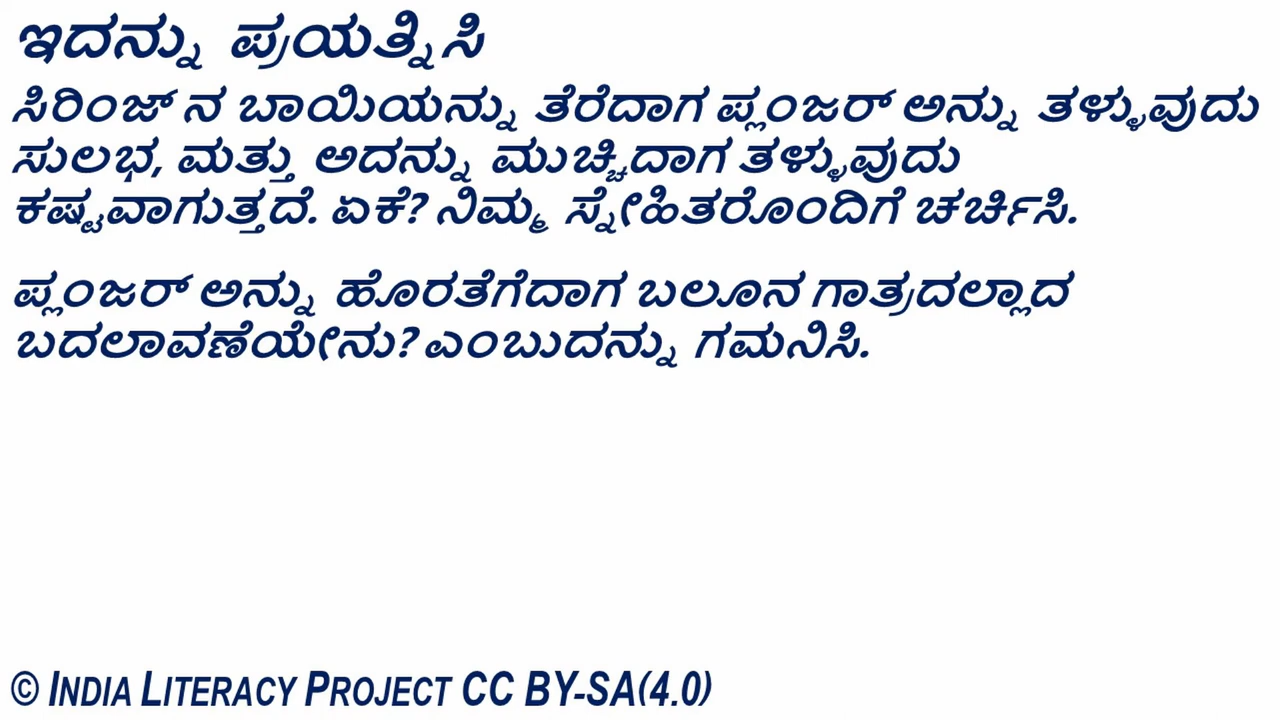 ಇದನ್ನು ಪ್ರಯತ್ನಿಸಿ
ಸಿರಿಂಜ್ ನ ಬಾಯಿಯನ್ನು ತೆರೆದಾಗ ಪ್ಲಂಜರ್ ಅನ್ನು ತಳ್ಳುವುದು
ಸುಲಭ, ಮತ್ತು ಅದನ್ನು ಮುಚ್ಚಿದಾಗ ತಳ್ಳುವುದು
ಕಷ್ಟವಾಗುತ್ತದೆ. ಏಕೆ? ನಿಮ್ಮ ಸ್ನೇಹಿತರೊಂದಿಗೆ ಚರ್ಚಿಸಿ.
ಪ್ಲಂಜರ್ ಅನ್ನು ಹೊರತೆಗೆದಾಗ ಬಲೂನ ಗಾತ್ರದಲ್ಲಾದ
ಬದಲಾವಣೆಯೇನು? ಎಂಬುದನ್ನು ಗಮನಿಸಿ.
© INDIA LITERACY PROJECT CC BY-SA(4.0)